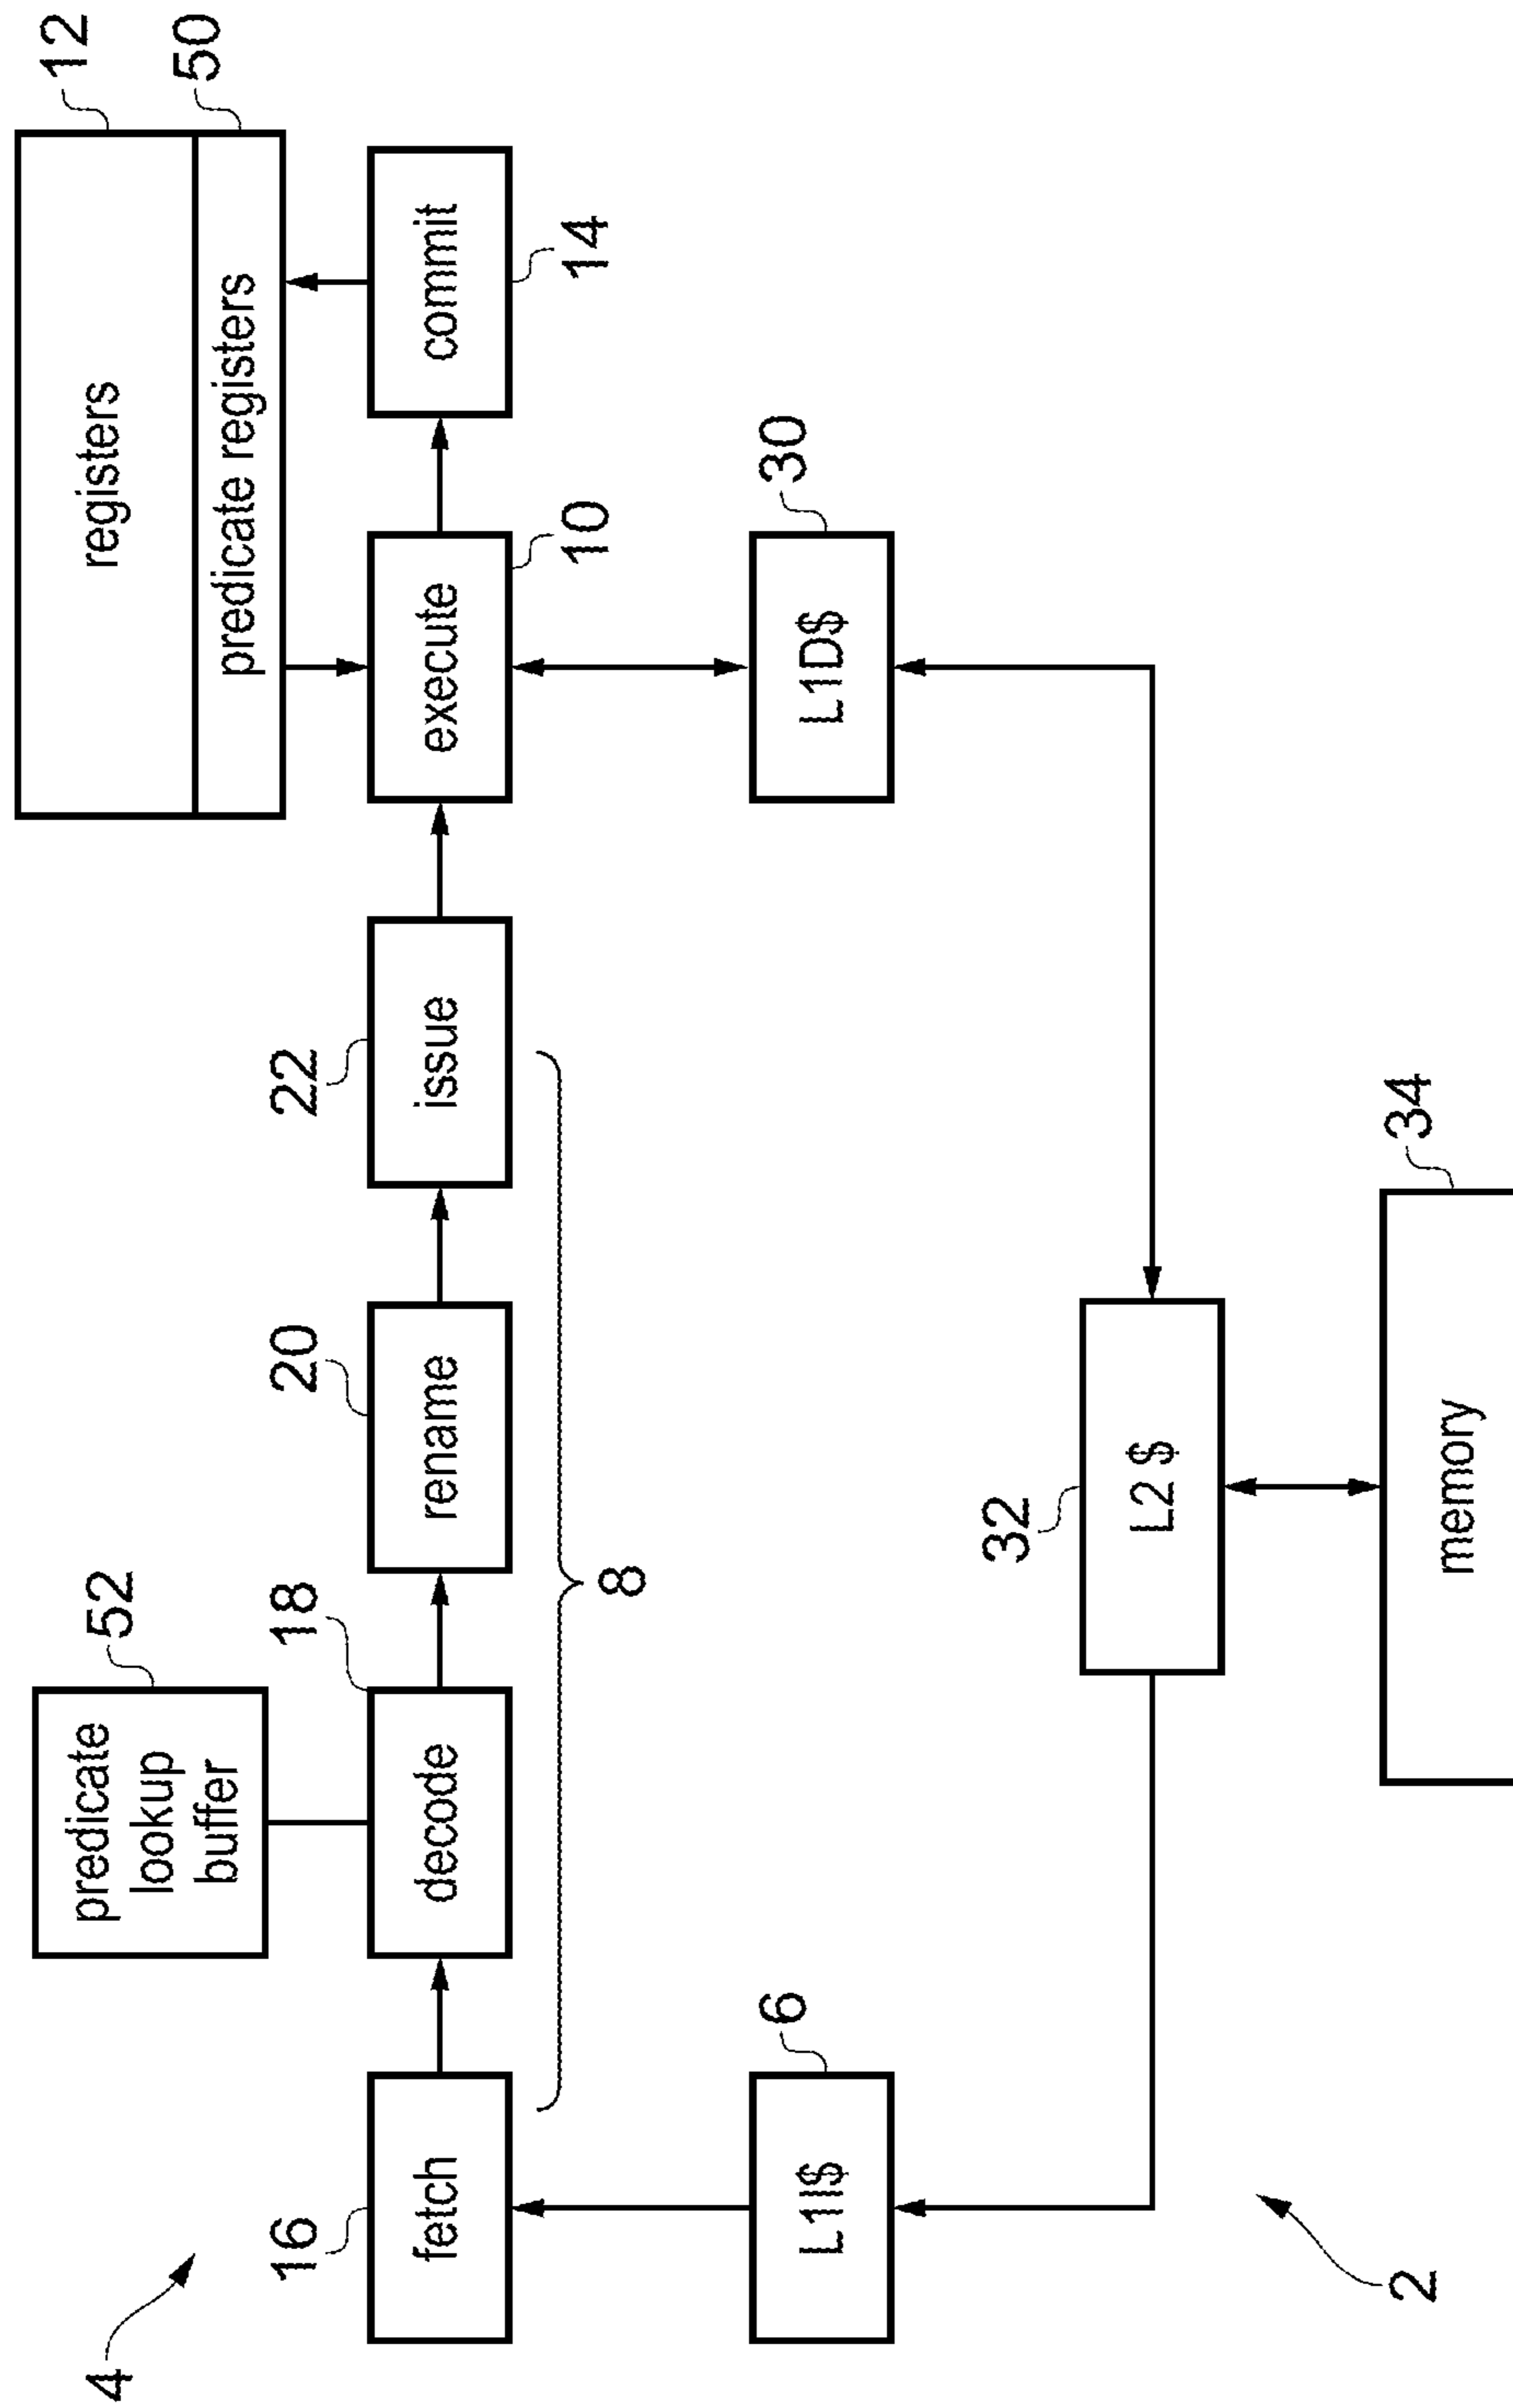 4
predicate
lookup
buffer
52
registers
12
predicate registers
50
16
18
20
22
fetch
decode
rename
issue
execute
commit
10
14
8
L1I$
6
L1D$
30
32
L2 $
2
memory
34